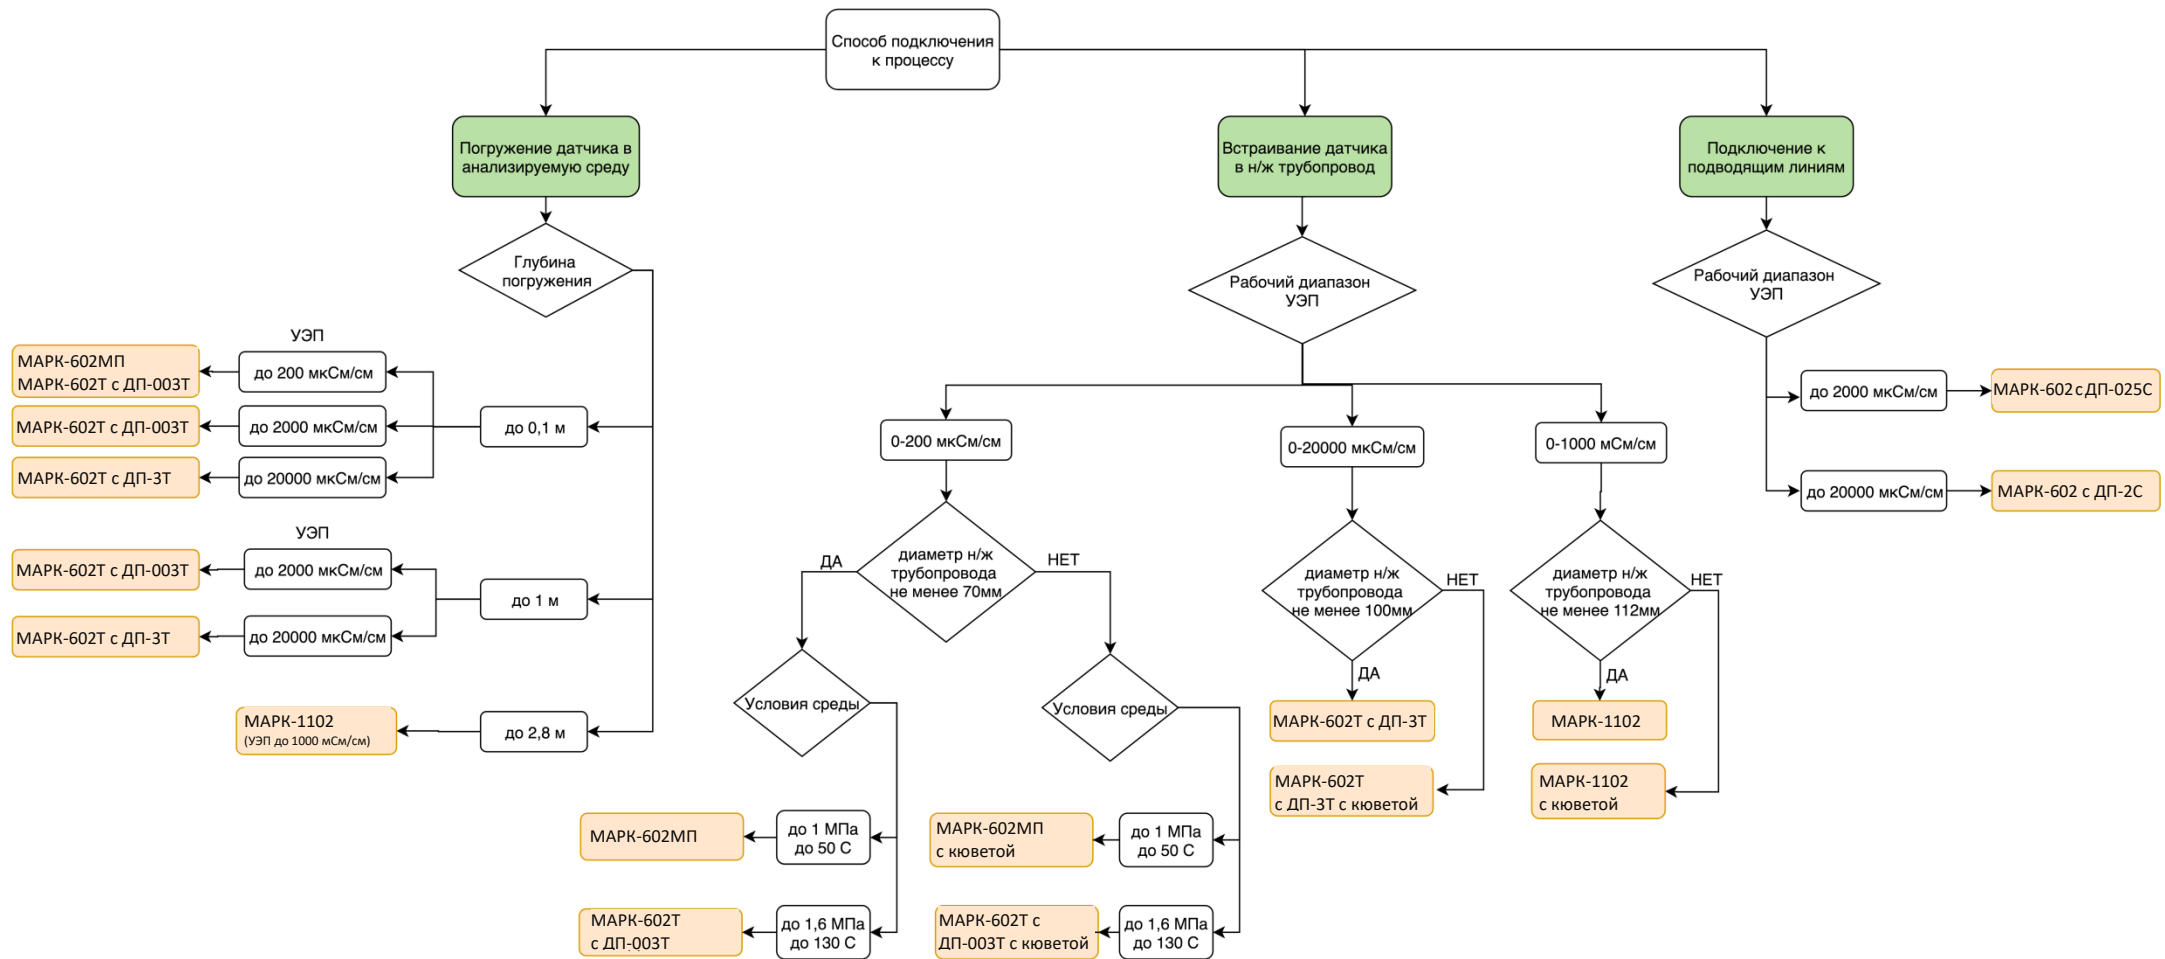 Способ подключения
к процессу
Погружение датчика в
анализируемую среду
Встраивание датчика
в н/ж трубопровод
Подключение к
подводящим линиям
Глубина
погружения
УЭП
МАРК-602МП
МАРК-602Т с ДП-003Т
до 200 мкСм/см
МАРК-602Т с ДП-003Т
до 2000 мкСм/см
до 0,1 м
МАРК-602Т с ДП-3Т
до 20000 мкСм/см
УЭП
МАРК-602Т с ДП-003Т
до 2000 мкСм/см
до 1 м
МАРК-602Т с ДП-3Т
до 20000 мкСм/см
МАРК-1102
(УЭП до 1000 мСм/см)
до 2,8 м
Рабочий диапазон
УЭП
0-200 мкСм/см
0-20000 мкСм/см
0-1000 мСм/см
диаметр н/ж
трубопровода
не менее 70мм
ДА
НЕТ
Условия среды
до 1 МПа
до 50 С
МАРК-602МП
до 1,6 МПа
до 130 С
МАРК-602Т
с ДП-003Т
Условия среды
до 1 МПа
до 50 С
МАРК-602МП
с кюветой
до 1,6 МПа
до 130 С
МАРК-602Т с
ДП-003Т с кюветой
диаметр н/ж
трубопровода
не менее 100мм
НЕТ
ДА
МАРК-602Т с ДП-3Т
МАРК-602Т
с ДП-3Т с кюветой
диаметр н/ж
трубопровода
не менее 112мм
НЕТ
ДА
МАРК-1102
МАРК-1102
с кюветой
Рабочий диапазон
УЭП
до 2000 мкСм/см
МАРК-602 с ДП-025С
до 20000 мкСм/см
МАРК-602 с ДП-2С